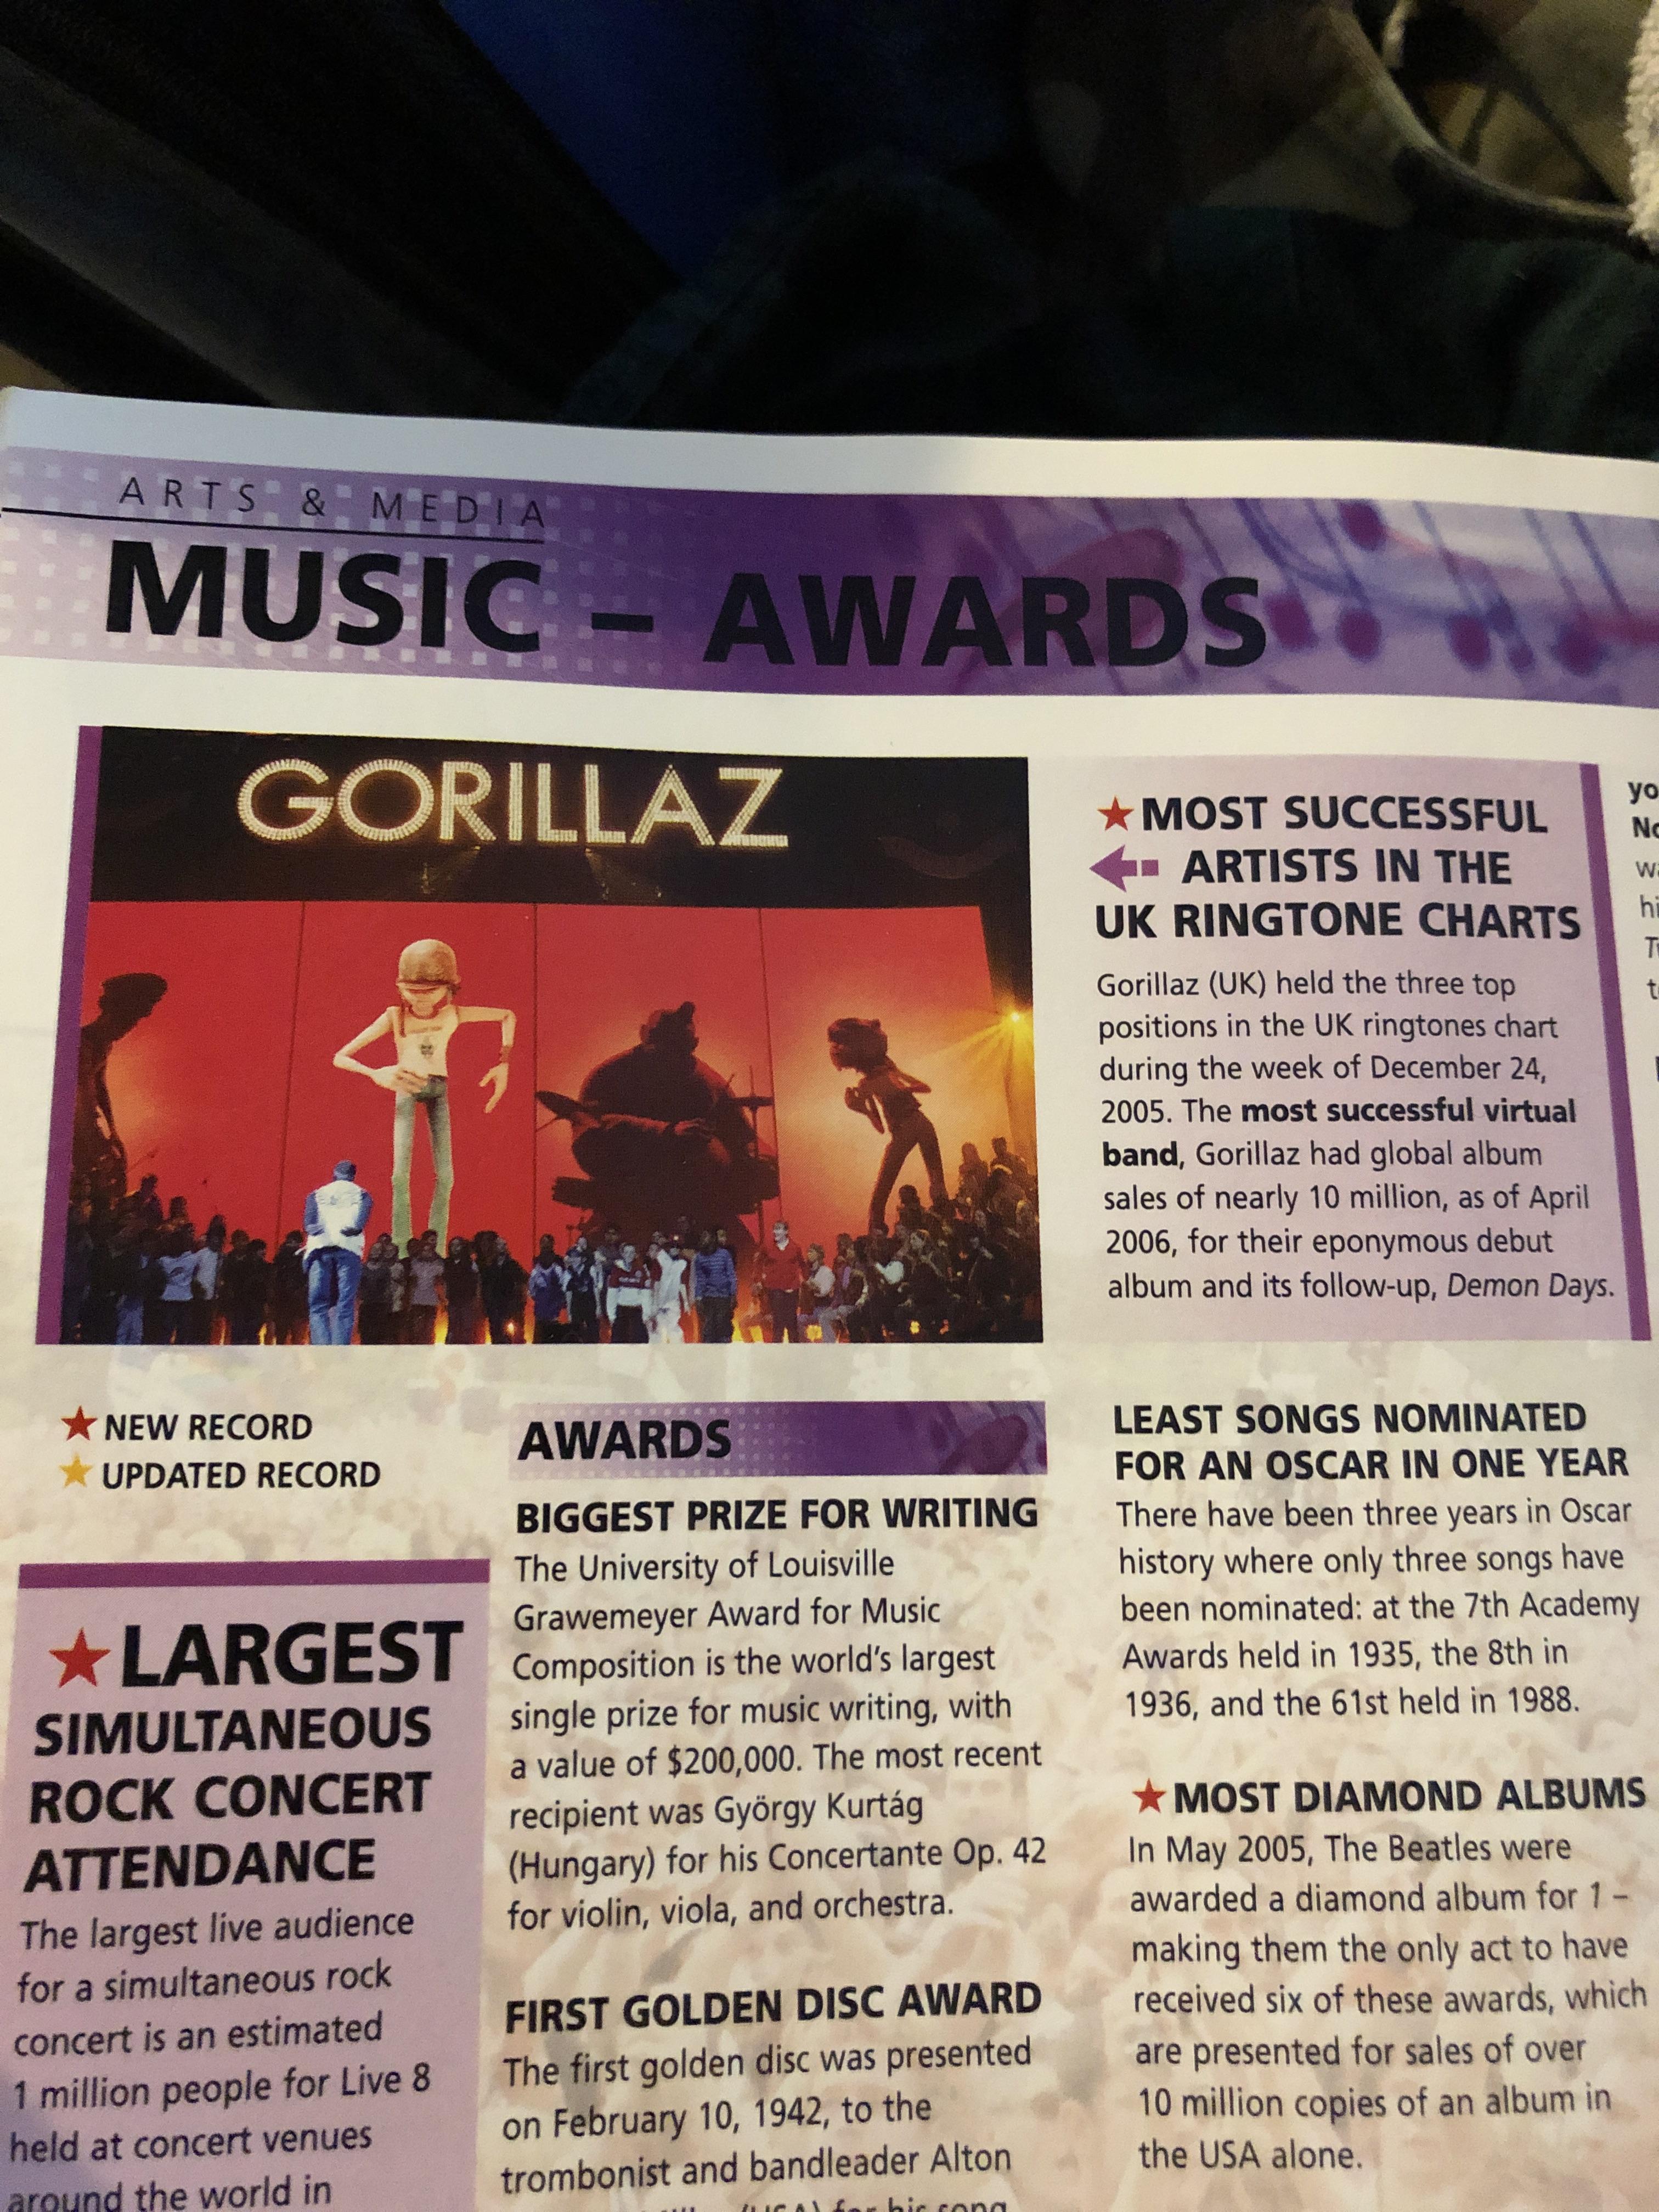 ARTS & MEDIA
MUSIC – AWARDS
GORILLAZ
★MOST SUCCESSFUL
ARTISTS IN THE
UK RINGTONE CHARTS
Gorillaz (UK) held the three top
positions in the UK ringtones chart
during the week of December 24,
2005. The most successful virtual
band, Gorillaz had global album
sales of nearly 10 million, as of April
2006, for their eponymous debut
album and its follow-up, Demon Days.
★NEW RECORD
★UPDATED RECORD
★LARGEST
SIMULTANEOUS
ROCK CONCERT
ATTENDANCE
The largest live audience
for a simultaneous rock
concert is an estimated
1 million people for Live 8
held at concert venues
around the world in
AWARDS
BIGGEST PRIZE FOR WRITING
The University of Louisville
Grawemeyer Award for Music
Composition is the world's largest
single prize for music writing, with
a value of $200,000. The most recent
recipient was György Kurtág
(Hungary) for his Concertante Op. 42
for violin, viola, and orchestra.
FIRST GOLDEN DISC AWARD
The first golden disc was presented
on February 10, 1942, to the
trombonist and bandleader Alton
(USA) for his song
LEAST SONGS NOMINATED
FOR AN OSCAR IN ONE YEAR
There have been three years in Oscar
history where only three songs have
been nominated: at the 7th Academy
Awards held in 1935, the 8th in
1936, and the 61st held in 1988.
★MOST DIAMOND ALBUMS
In May 2005, The Beatles were
awarded a diamond album for 1 –
making them the only act to have
received six of these awards, which
are presented for sales of over
10 million copies of an album in
the USA alone.